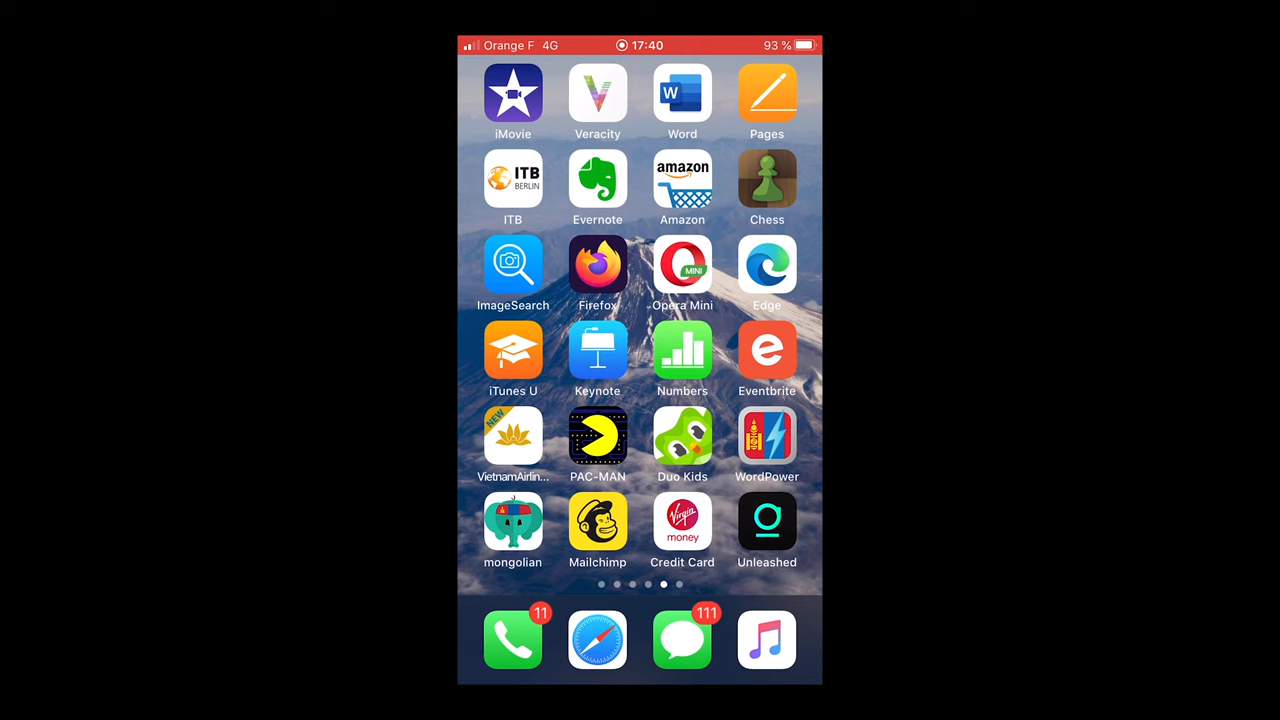 Orange F 4G 17:40 93 %
iMovie Veracity Word Pages
ITB BERLIN amazon
ITB Evernote Amazon Chess
MINI
ImageSearch Firefox Opera Mini Edge
iTunes U Keynote Numbers Eventbrite
NEW
VietnamAirlin... PAC-MAN Duo Kids WordPower
Virgin money
mongolian Mailchimp Credit Card Unleashed
11 111